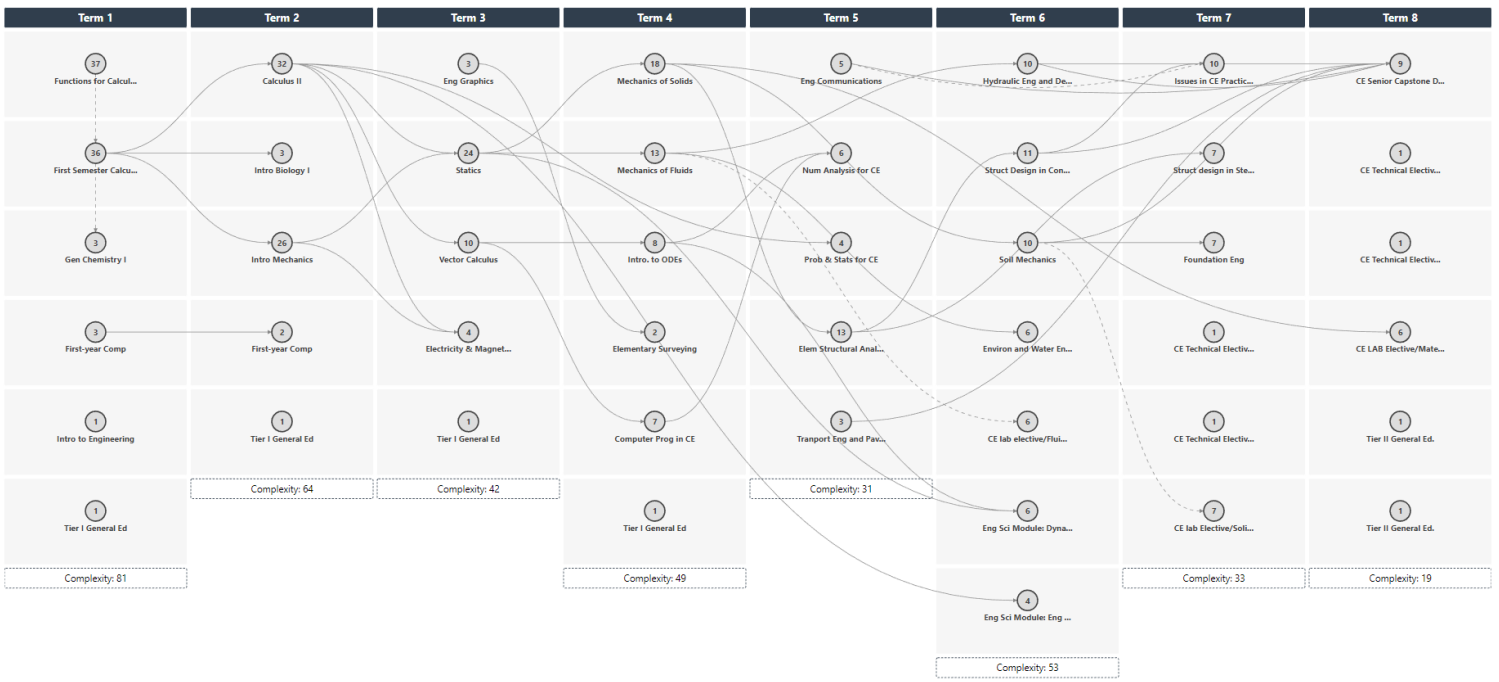 Term 1
Term 2
Term 3
Term 4
Term 5
Term 6
Term 7
Term 8
37
Functions for Calcul...
32
Calculus II
3
Eng Graphics
18
Mechanics of Solids
5
Eng Communications
10
Hydraulic Eng and De...
10
Issues in CE Practic...
9
CE Senior Capstone D...
36
First Semester Calcu...
3
Intro Biology I
24
Statics
13
Mechanics of Fluids
6
Num Analysis for CE
11
Struct Design in Con...
7
Struct design in Ste...
1
CE Technical Electiv...
3
Gen Chemistry I
26
Intro Mechanics
10
Vector Calculus
8
Intro. to ODEs
4
Prob & Stats for CE
10
Soil Mechanics
7
Foundation Eng
1
CE Technical Electiv...
3
First-year Comp
2
First-year Comp
4
Electricity & Magnet...
2
Elementary Surveying
13
Elem Structural Anal...
6
Environ and Water En...
1
CE Technical Electiv...
6
CE LAB Elective/Mate...
1
Intro to Engineering
1
Tier I General Ed
1
Tier I General Ed
7
Computer Prog in CE
3
Tranport Eng and Pav...
6
CE lab elective/Flui...
1
CE Technical Electiv...
1
Tier II General Ed.
Complexity: 64
Complexity: 42
Complexity: 31
1
Tier I General Ed
1
Tier I General Ed
6
Eng Sci Module: Dyna...
7
CE lab Elective/Soli...
1
Tier II General Ed.
Complexity: 81
Complexity: 49
Complexity: 33
Complexity: 19
4
Eng Sci Module: Eng ...
Complexity: 53